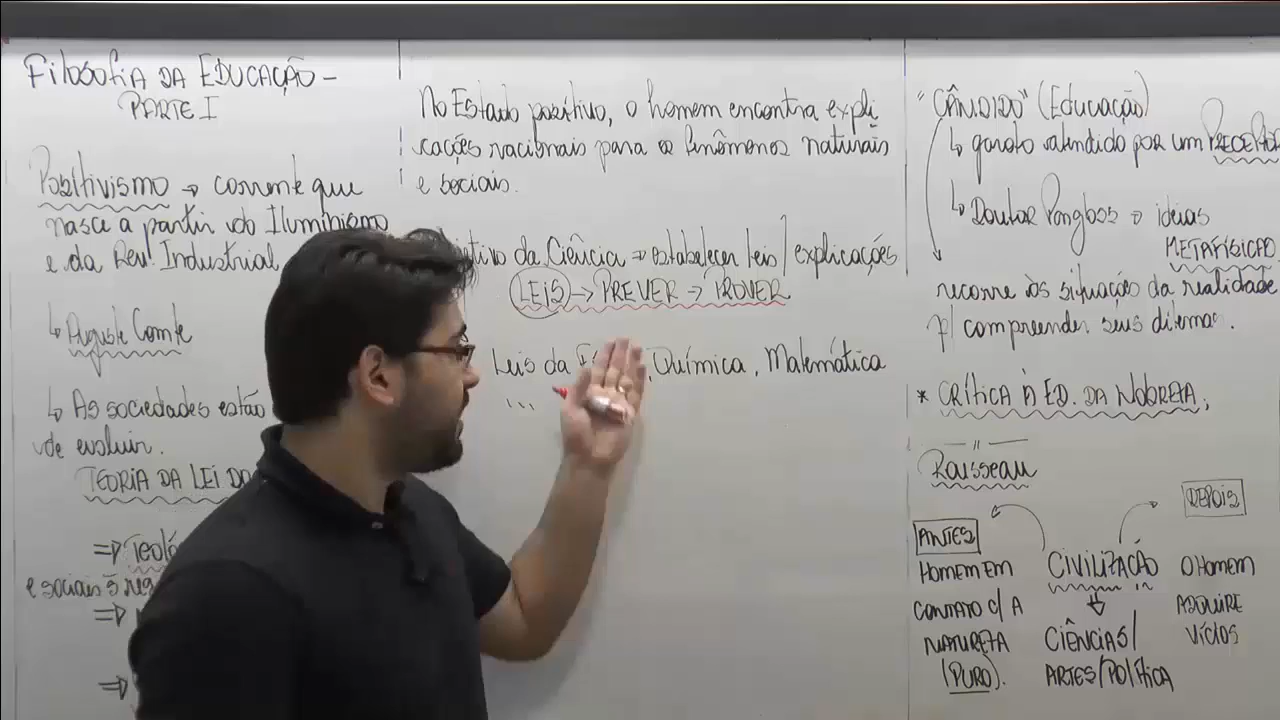 Filosofia da Educação –
Parte I
Positivismo → corrente que
nasce a partir do Iluminismo
e da Rev. Industrial
↳ Auguste Comte
↳ As sociedades estão
de evoluir.
Teoria da Lei do
⇒ Teoló
e sociais s
⇒
⇒
No Estado positivo, o homem encontra expli
cações racionais para os fenômenos naturais
e sociais.
da Ciência → estabelecer leis / explicações
LEIS → PREVER → PROVER
Leis da , Química, Matemática
...
"CÂNDIDO" (Educação)
↳ garoto atendido por um PRECEPTO
↳ Doutor Pangloss → ideias
METAFÍSICA
recorre às situações da realidade
p/ compreender seus dilemas.
* CRÍTICA À ED. DA NOBREZA;
— " —
Rousseau
DEPOIS
ANTES
HOMEM EM CIVILIZAÇÃO O HOMEM
CONTATO C/ A ADQUIRE
NATUREZA CIÊNCIAS/ VÍCIOS
(PURO). ARTES/POLÍTICA